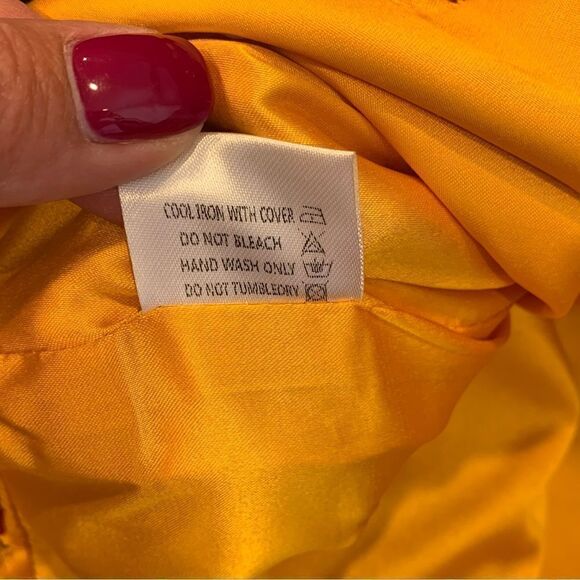 COOL IRON WITH COVER
DO NOT BLEACH
HAND WASH ONLY
DO NOT TUMBLEDRY